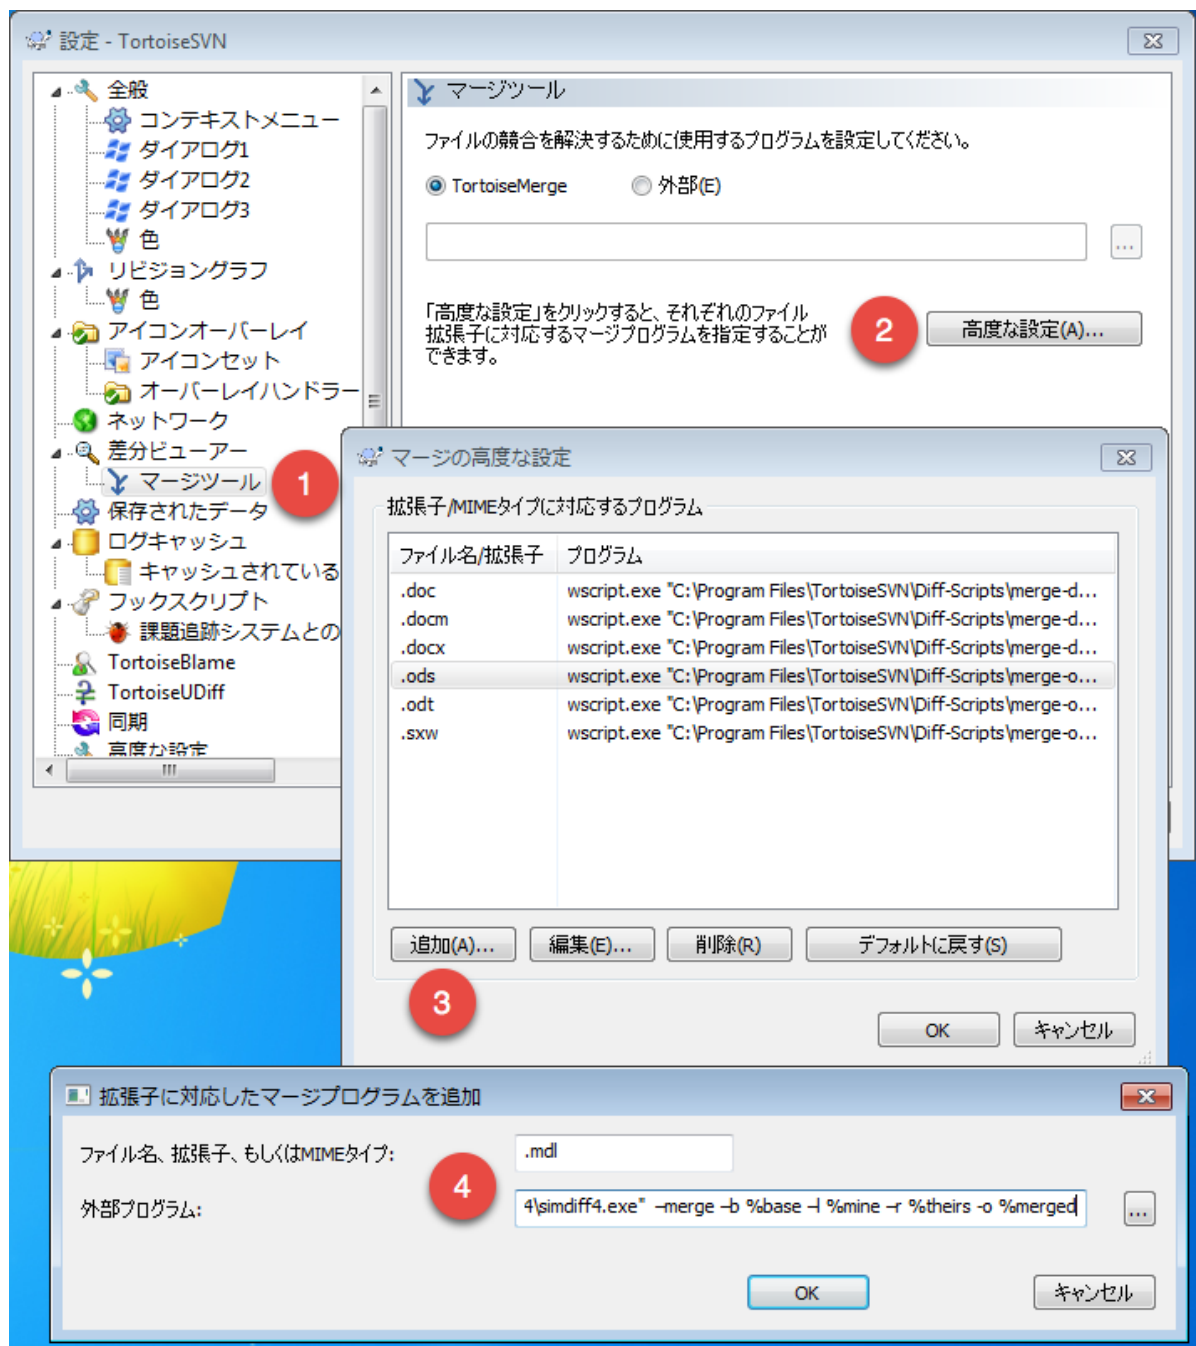 設定 - TortoiseSVN
全般
コンテキストメニュー
ダイアログ1
ダイアログ2
ダイアログ3
色
リビジョングラフ
色
アイコンオーバーレイ
アイコンセット
オーバーレイハンドラー
ネットワーク
差分ビューアー
マージツール
1
保存されたデータ
ログキャッシュ
キャッシュされている
フックスクリプト
課題追跡システムとの
TortoiseBlame
TortoiseUDiff
同期
高度な設定
マージツール
ファイルの競合を解決するために使用するプログラムを設定してください。
TortoiseMerge 外部(E)
...
「高度な設定」をクリックすると、それぞれのファイル
拡張子に対応するマージプログラムを指定することが
できます。
2
高度な設定(A)...
マージの高度な設定
拡張子/MIMEタイプに対応するプログラム
ファイル名/拡張子 プログラム
.doc wscript.exe "C:\Program Files\TortoiseSVN\Diff-Scripts\merge-d...
.docm wscript.exe "C:\Program Files\TortoiseSVN\Diff-Scripts\merge-d...
.docx wscript.exe "C:\Program Files\TortoiseSVN\Diff-Scripts\merge-d...
.ods wscript.exe "C:\Program Files\TortoiseSVN\Diff-Scripts\merge-o...
.odt wscript.exe "C:\Program Files\TortoiseSVN\Diff-Scripts\merge-o...
.sxw wscript.exe "C:\Program Files\TortoiseSVN\Diff-Scripts\merge-o...
追加(A)... 編集(E)... 削除(R) デフォルトに戻す(S)
3
OK キャンセル
拡張子に対応したマージプログラムを追加
ファイル名、拡張子、もしくはMIMEタイプ: .mdl
4
外部プログラム: 4\simdiff4.exe" –merge –b %base –l %mine –r %theirs -o %merged ...
OK キャンセル